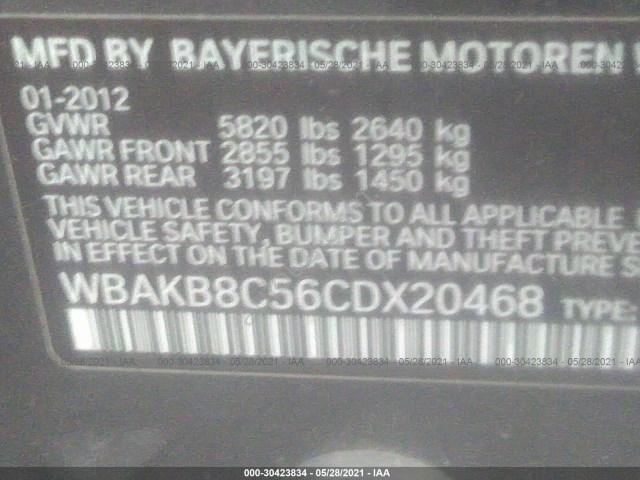 MFD BY BAYERISCHE MOTOREN
01-2012
GVWR 5820 lbs 2640 kg
GAWR FRONT 2855 lbs 1295 kg
GAWR REAR 3197 lbs 1450 kg
THIS VEHICLE CONFORMS TO ALL APPLICABLE
VEHICLE SAFETY, BUMPER AND THEFT PREVE
IN EFFECT ON THE DATE OF MANUFACTURE S
WBAKB8C56CDX20468 TYPE:
000-30423834 - 05/28/2021 - IAA